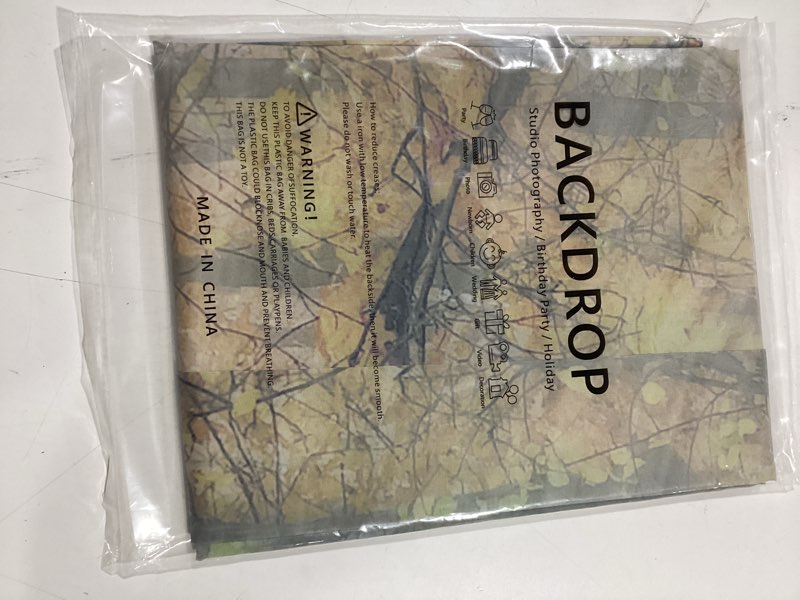 BACKDROP
Studio Photography / Birthday Party / Holiday
Party Birthday Photo Newborn Children Wedding Gift Video Decoration
How to reduce creases
Use a iron with low temperature to heat the backside, then it will become smooth.
Please do not wash or touch water.
WARNING!
TO AVOID DANGER OF SUFFOCATION.
KEEP THIS PLASTIC BAG AWAY FROM BABIES AND CHILDREN.
DO NOT USE THIS BAG IN CRIBS, BEDS, CARRIAGES OR PLAYPENS.
THE PLASTIC BAG COULD BLOCK NOSE AND MOUTH AND PREVENT BREATHING.
THIS BAG IS NOT A TOY.
MADE IN CHINA